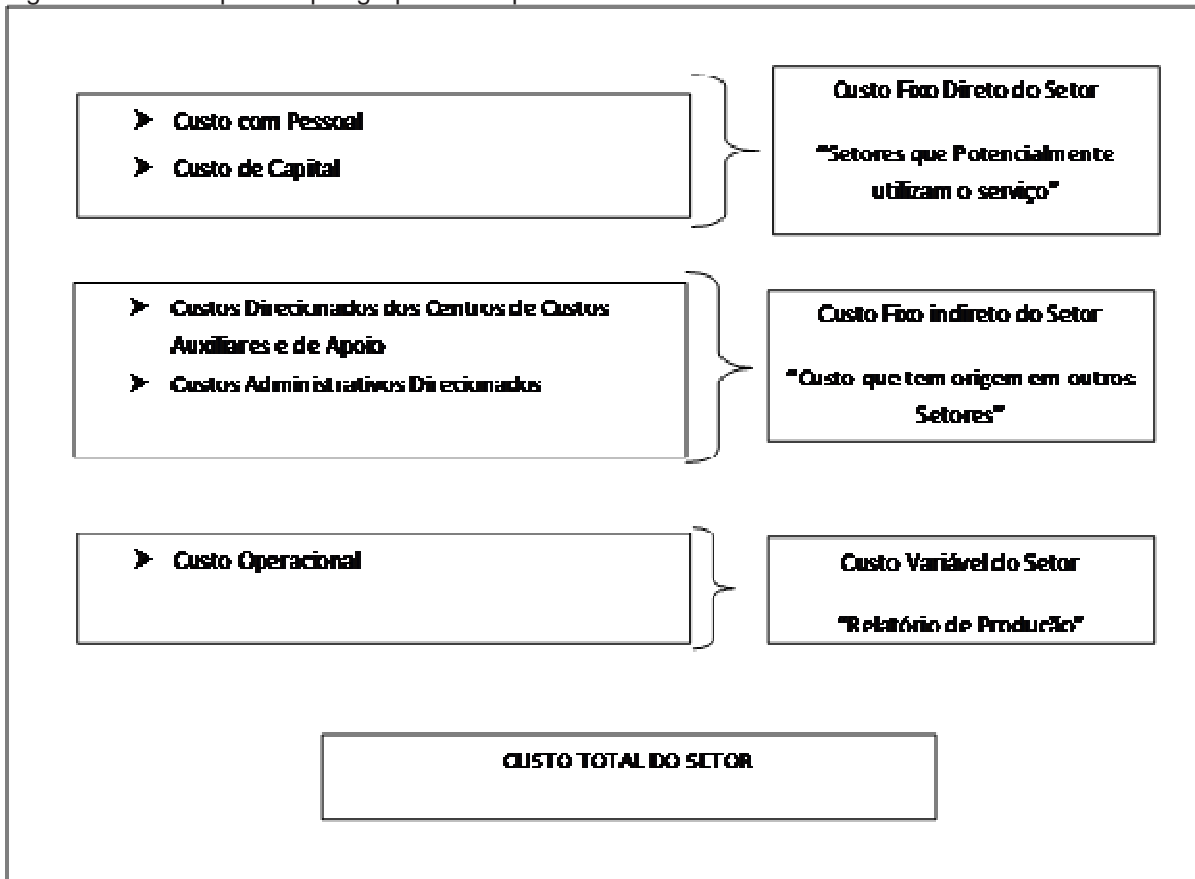 ➤ Custo com Pessoal
➤ Custo de Capital
Custo Fixo Direto do Setor
"Setores que Potencialmente
utilizam o serviço"
➤ Custos Direcionados dos Centros de Custos
Auxiliares e de Apoio
➤ Custos Administrativos Direcionados
Custo Fixo indireto do Setor
"Custo que tem origem em outros
Setores"
➤ Custo Operacional
Custo Variável do Setor
"Relatório de Produção"
CUSTO TOTAL DO SETOR